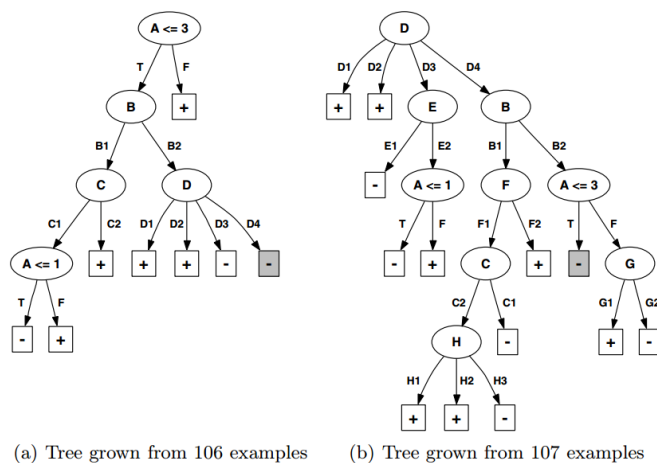 A <= 3
D
T
F
D1
D2
D3
D4
B
+
+
+
E
B
B1
B2
E1
E2
B1
B2
C
D
-
A <= 1
F
A <= 3
C1
C2
D1
D2
D3
D4
T
F
F1
F2
T
F
A <= 1
+
+
+
-
-
-
+
C
+
-
G
T
F
C2
C1
G1
G2
-
+
H
-
+
-
H1
H2
H3
+
+
-
(a) Tree grown from 106 examples
(b) Tree grown from 107 examples